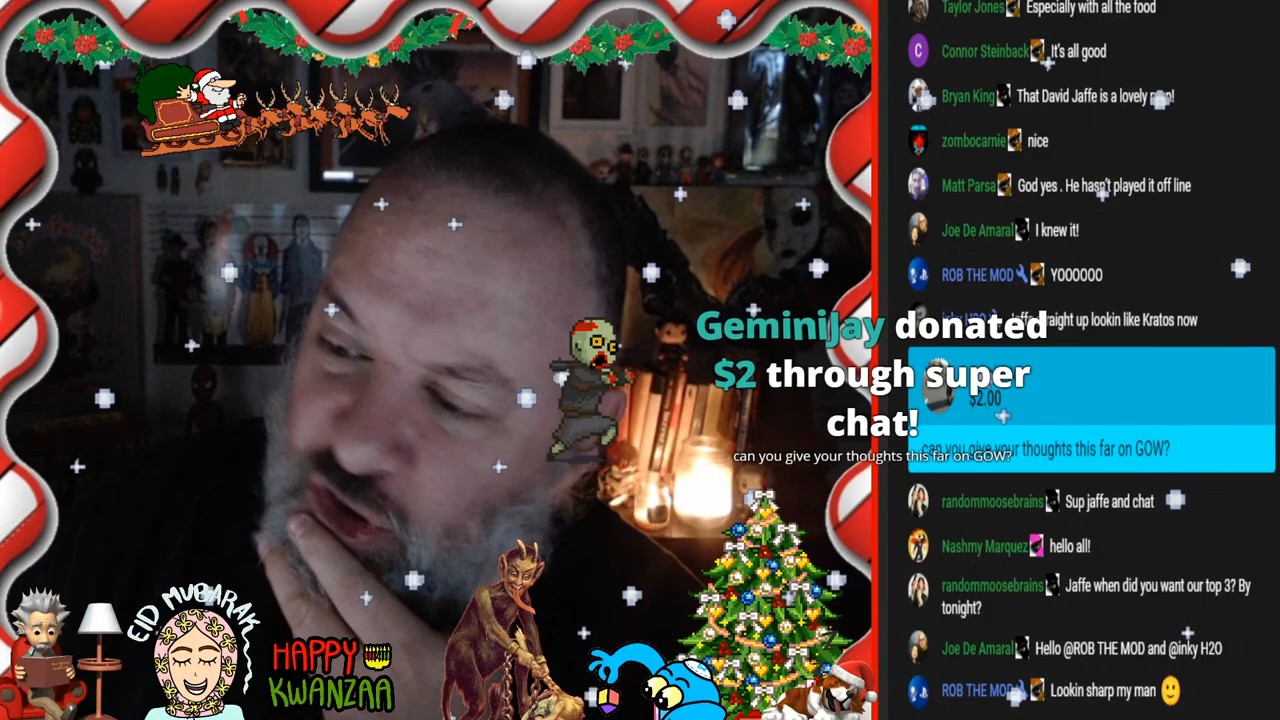 Taylor Jones Especially with all the food
Connor Steinback It's all good
C
Bryan King That David Jaffe is a lovely
zombocarnie nice
Matt Parsa God yes . He hasn't played it off line
Joe De Amaral I knew it!
ROB THE MOD YOOOOOO
straight up lookin like Kratos now
GeminiJay donated
$2 through super
chat!
can you give your thoughts this far on GOW?
$2.00
can you give your thoughts this far on GOW?
randommoosebrains Sup jaffe and chat
Nashmy Marquez hello all!
randommoosebrains Jaffe when did you want our top 3? By
tonight?
Joe De Amaral Hello @ROB THE MOD and @inky H2O
ROB THE MOD Lookin sharp my man
EID MUBARAK
HAPPY
KWANZAA